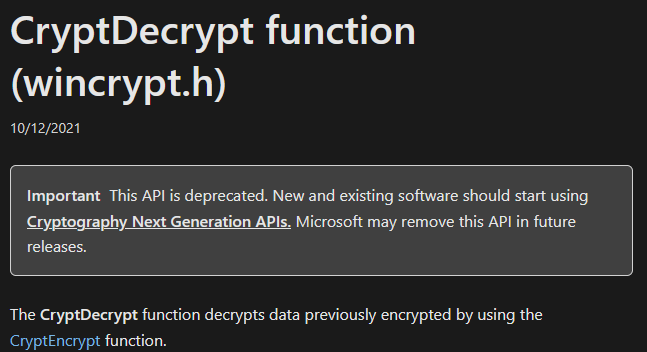 CryptDecrypt function
(wincrypt.h)
10/12/2021
Important  This API is deprecated. New and existing software should start using
Cryptography Next Generation APIs. Microsoft may remove this API in future
releases.
The CryptDecrypt function decrypts data previously encrypted by using the
CryptEncrypt function.